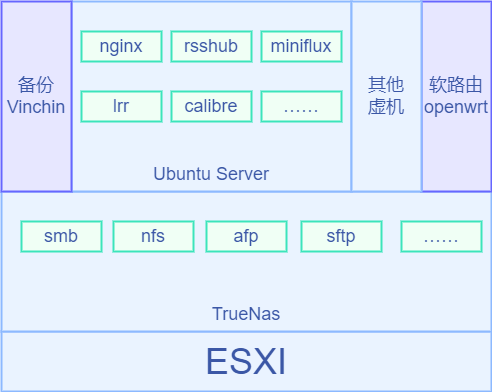 备份
Vinchin
nginx
rsshub
miniflux
lrr
calibre
……
Ubuntu Server
其他
虚机
软路由
openwrt
smb
nfs
afp
sftp
……
TrueNas
ESXI